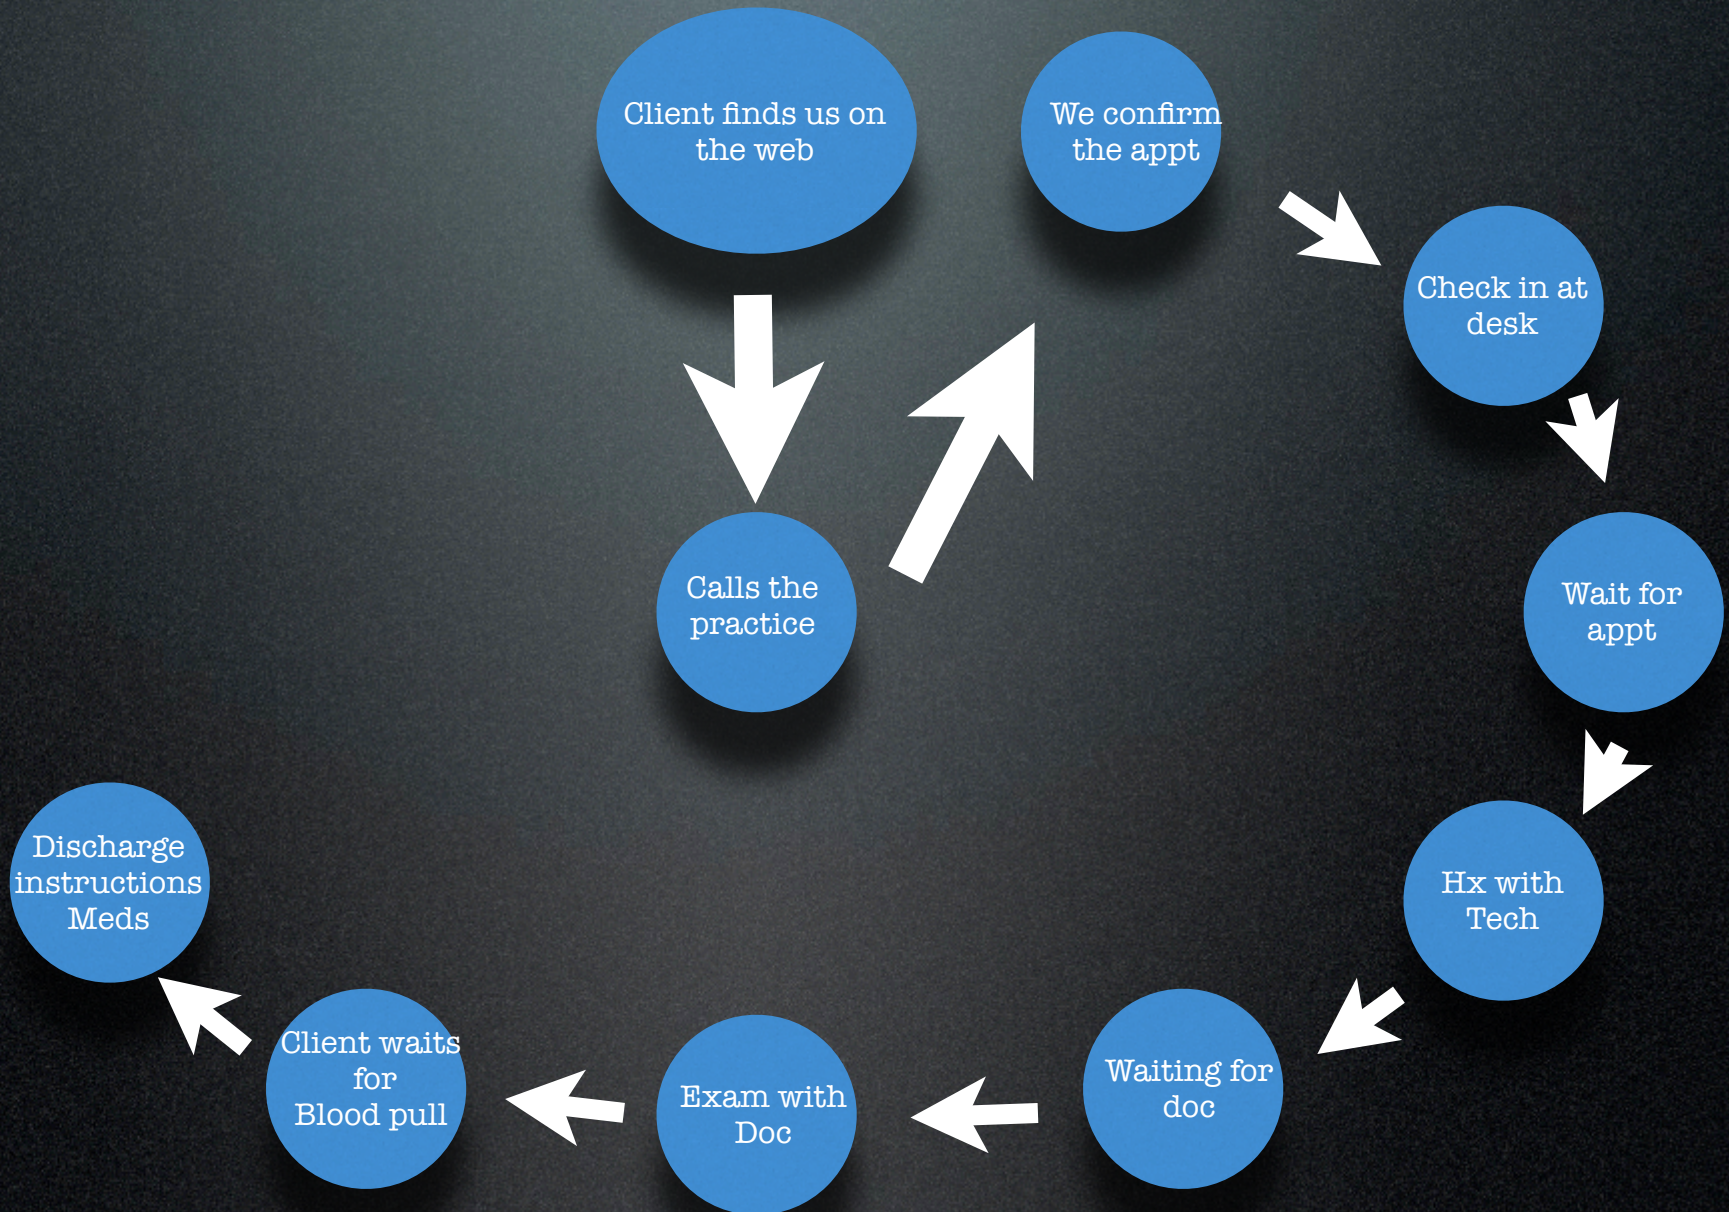 Client finds us on
the web
Calls the
practice
We confirm
the appt
Check in at
desk
Wait for
appt
Hx with
Tech
Waiting for
doc
Exam with
Doc
Client waits
for
Blood pull
Discharge
instructions
Meds